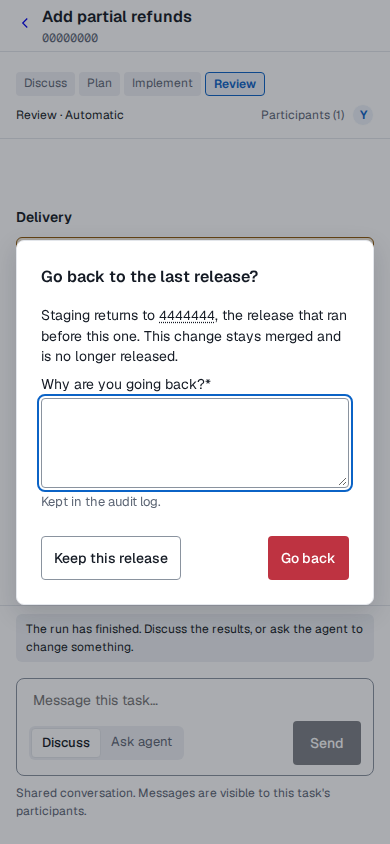 Add partial refunds
00000000
Discuss Plan Implement Review
Review · Automatic Participants (1) Y
Delivery
Go back to the last release?
Staging returns to 4444444, the release that ran
before this one. This change stays merged and
is no longer released.
Why are you going back?*
Kept in the audit log.
Keep this release Go back
The run has finished. Discuss the results, or ask the agent to
change something.
Message this task...
Discuss Ask agent Send
Shared conversation. Messages are visible to this task's
participants.